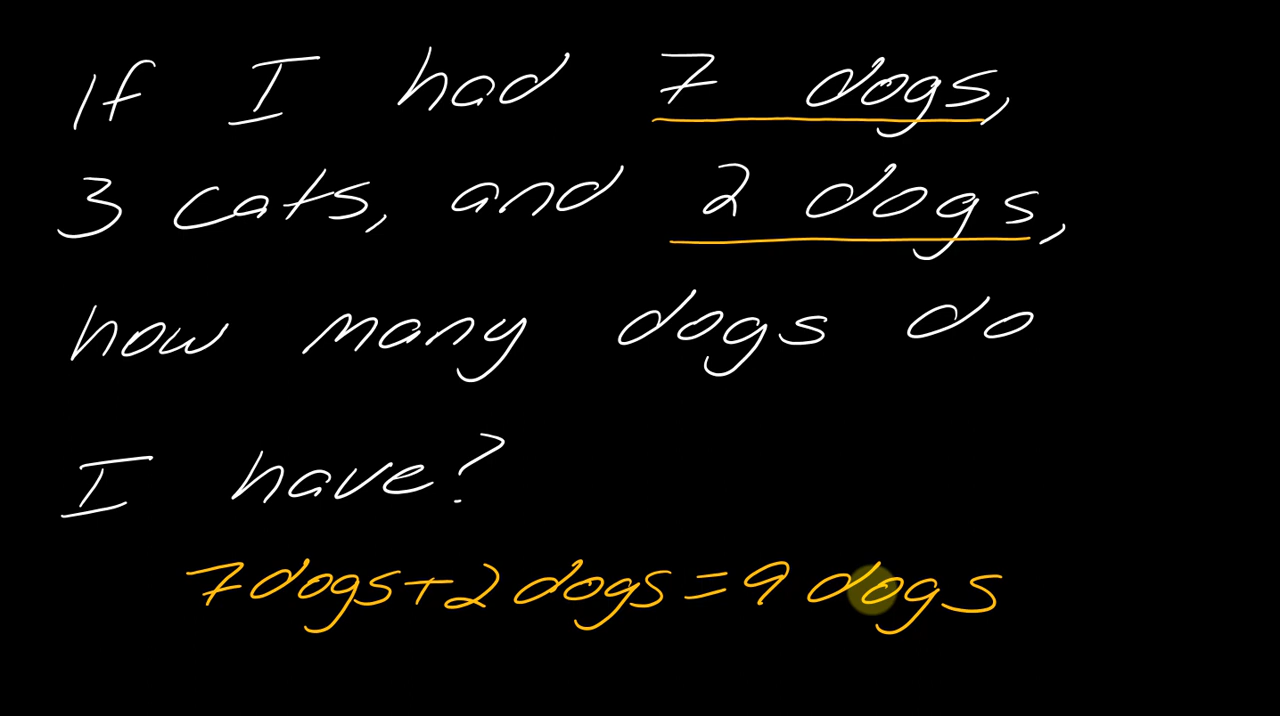 If I had 7 dogs,
3 cats, and 2 dogs,
how many dogs do
I have?
7dogs+2dogs=9dogs